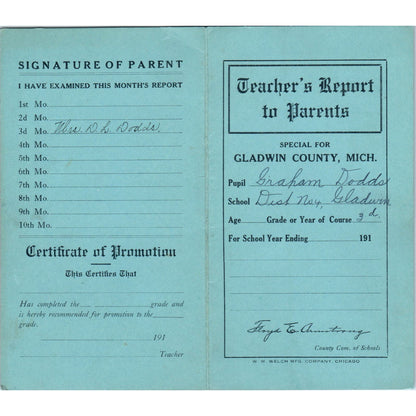 SIGNATURE OF PARENT
I HAVE EXAMINED THIS MONTH'S REPORT
1st Mo.
2d Mo.
3d Mo. Mrs. D. L. Dodds
4th Mo.
5th Mo.
6th Mo.
7th Mo.
8th Mo.
9th Mo.
10th Mo.
Certificate of Promotion
This Certifies That
Has completed the grade and
is hereby recommended for promotion to the
grade.
191
Teacher
Teacher's Report
to Parents
SPECIAL FOR
GLADWIN COUNTY, MICH.
Pupil Graham Dodds
School Dist No 4, Gladwin
Age Grade or Year of Course 3d.
For School Year Ending 191
Floyd E. Armstrong
County Com. of Schools
W. M. WELCH MFG. COMPANY, CHICAGO